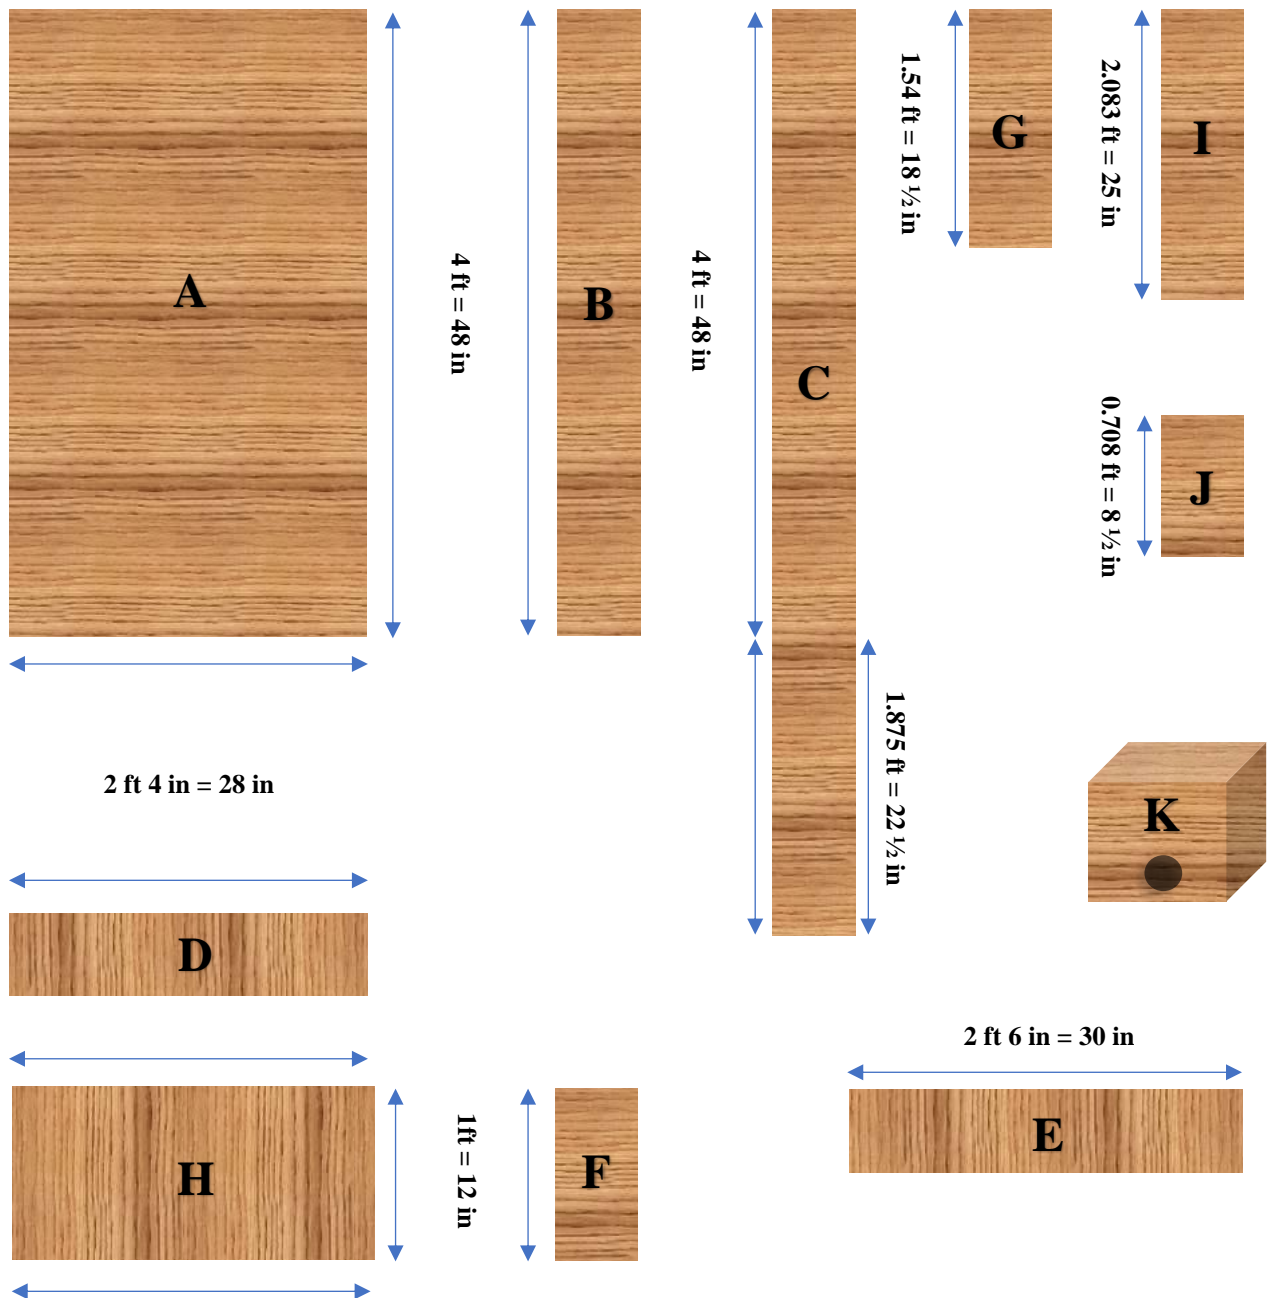 A
4 ft = 48 in
B
4 ft = 48 in
C
1.54 ft = 18 ½ in
G
2.083 ft = 25 in
I
0.708 ft = 8 ½ in
J
1.875 ft = 22 ½ in
K
2 ft 4 in = 28 in
D
H
1ft = 12 in
F
2 ft 6 in = 30 in
E